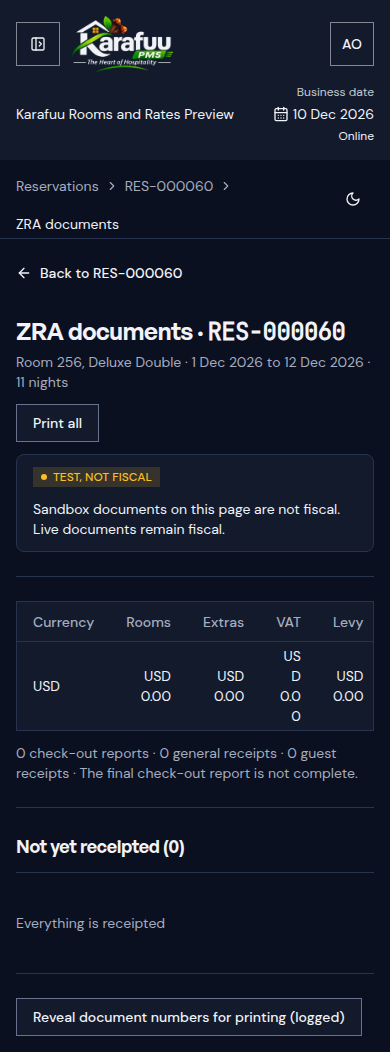 Karafuu
PMS
The Heart of Hospitality
AO
Business date
Karafuu Rooms and Rates Preview
10 Dec 2026
Online
Reservations
RES-000060
ZRA documents
Back to RES-000060
ZRA documents · RES-000060
Room 256, Deluxe Double · 1 Dec 2026 to 12 Dec 2026 ·
11 nights
Print all
TEST, NOT FISCAL
Sandbox documents on this page are not fiscal.
Live documents remain fiscal.
Currency Rooms Extras VAT Levy
USD USD 0.00 USD 0.00 USD 0.00 USD 0.00
0 check-out reports · 0 general receipts · 0 guest
receipts · The final check-out report is not complete.
Not yet receipted (0)
Everything is receipted
Reveal document numbers for printing (logged)